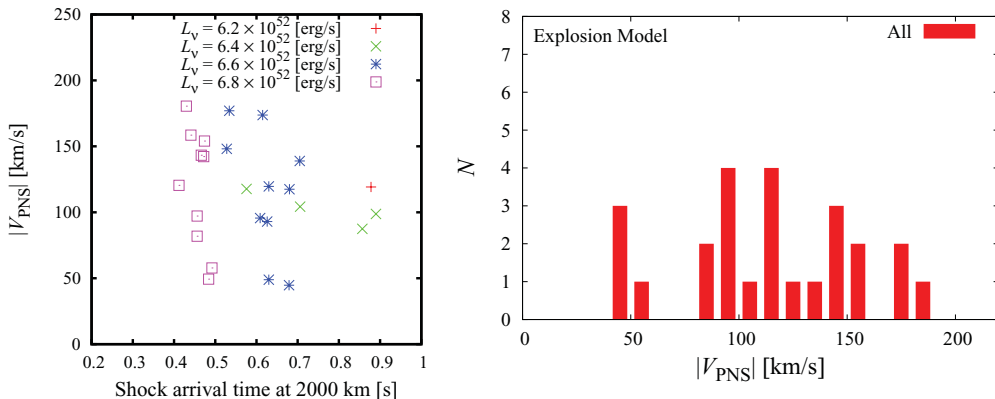 L_ν = 6.2 × 10^52 [erg/s]
L_ν = 6.4 × 10^52 [erg/s]
L_ν = 6.6 × 10^52 [erg/s]
L_ν = 6.8 × 10^52 [erg/s]
250
200
150
100
50
0
|V_PNS| [km/s]
0.2 0.3 0.4 0.5 0.6 0.7 0.8 0.9 1
Shock arrival time at 2000 km [s]
Explosion Model
All
8
7
6
5
4
3
2
1
0
N
0 50 100 150 200
|V_PNS| [km/s]